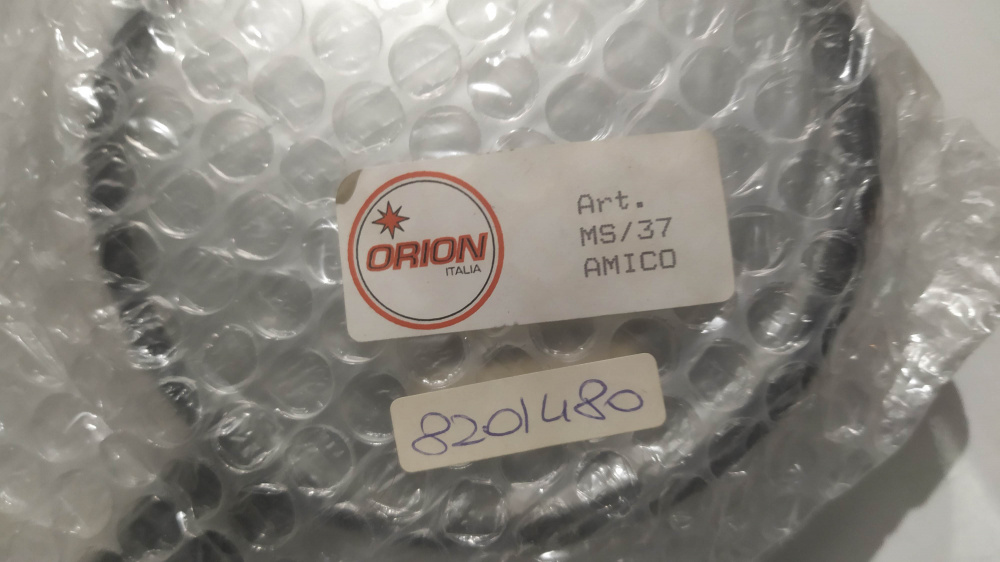 ORION
ITALIA
Art.
MS/37
AMICO
8201480